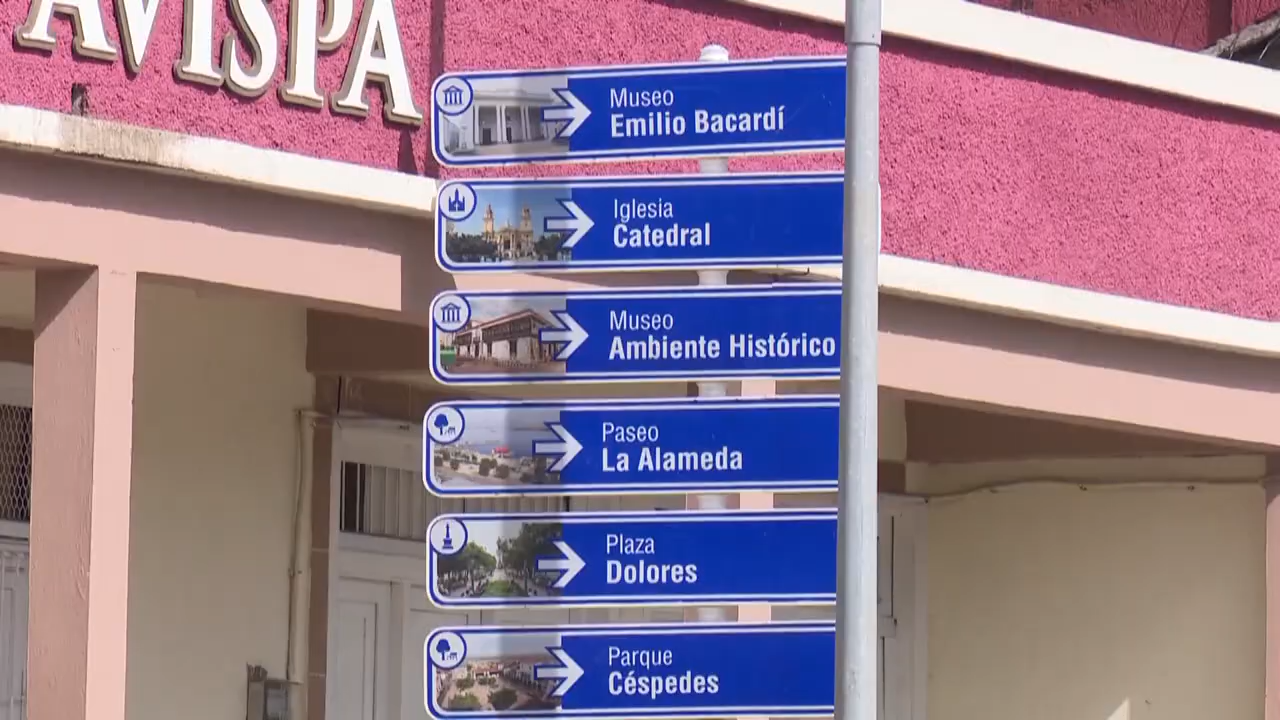 AVISPA
Museo
Emilio Bacardí
Iglesia
Catedral
Museo
Ambiente Histórico
Paseo
La Alameda
Plaza
Dolores
Parque
Céspedes